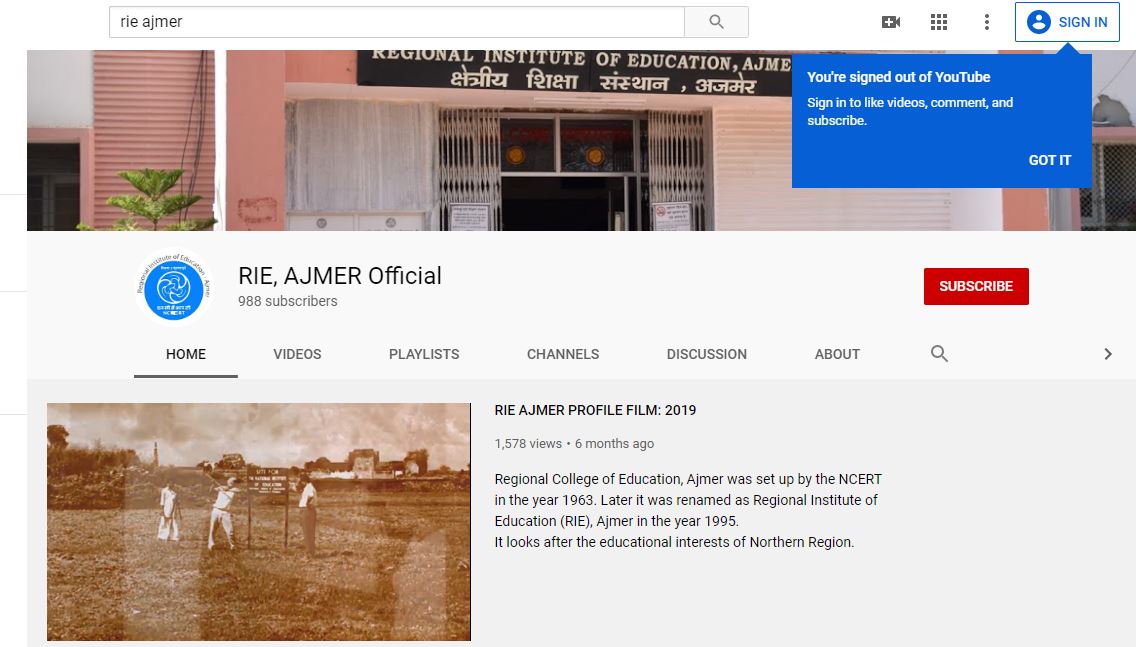 rie ajmer
SIGN IN
REGIONAL INSTITUTE OF EDUCATION, AJME
क्षेत्रीय शिक्षा संस्थान , अजमेर
You're signed out of YouTube
Sign in to like videos, comment, and
subscribe.
GOT IT
Regional Institute of Education - Ajmer
NCERT
RIE, AJMER Official
988 subscribers
SUBSCRIBE
HOME
VIDEOS
PLAYLISTS
CHANNELS
DISCUSSION
ABOUT
SITE FOR
RIE AJMER PROFILE FILM: 2019
1,578 views • 6 months ago
Regional College of Education, Ajmer was set up by the NCERT
in the year 1963. Later it was renamed as Regional Institute of
Education (RIE), Ajmer in the year 1995.
It looks after the educational interests of Northern Region.